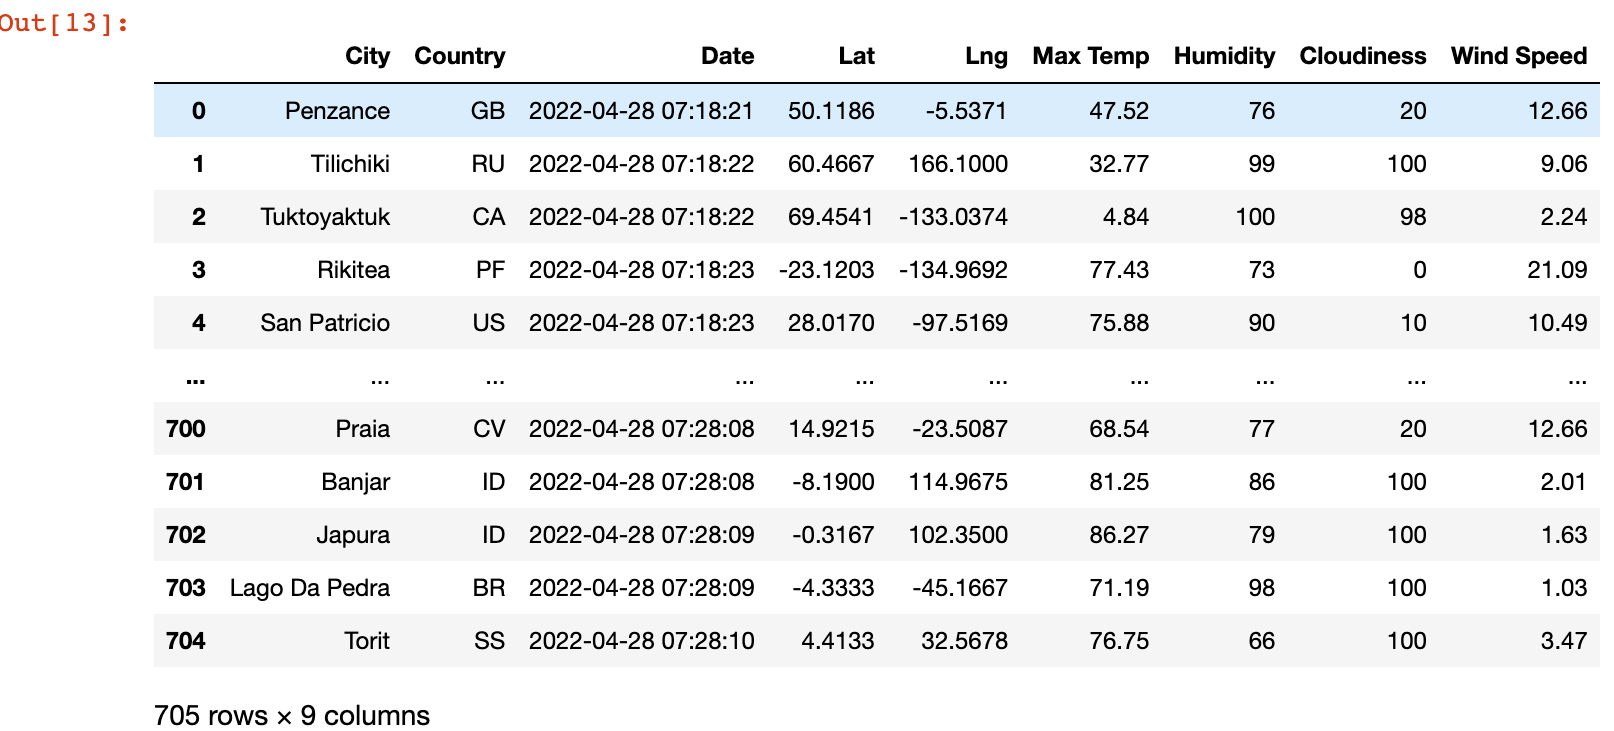 Out[13]:
City Country Date Lat Lng Max Temp Humidity Cloudiness Wind Speed
0 Penzance GB 2022-04-28 07:18:21 50.1186 -5.5371 47.52 76 20 12.66
1 Tilichiki RU 2022-04-28 07:18:22 60.4667 166.1000 32.77 99 100 9.06
2 Tuktoyaktuk CA 2022-04-28 07:18:22 69.4541 -133.0374 4.84 100 98 2.24
3 Rikitea PF 2022-04-28 07:18:23 -23.1203 -134.9692 77.43 73 0 21.09
4 San Patricio US 2022-04-28 07:18:23 28.0170 -97.5169 75.88 90 10 10.49
... ... ... ... ... ... ... ... ... ...
700 Praia CV 2022-04-28 07:28:08 14.9215 -23.5087 68.54 77 20 12.66
701 Banjar ID 2022-04-28 07:28:08 -8.1900 114.9675 81.25 86 100 2.01
702 Japura ID 2022-04-28 07:28:09 -0.3167 102.3500 86.27 79 100 1.63
703 Lago Da Pedra BR 2022-04-28 07:28:09 -4.3333 -45.1667 71.19 98 100 1.03
704 Torit SS 2022-04-28 07:28:10 4.4133 32.5678 76.75 66 100 3.47
705 rows × 9 columns